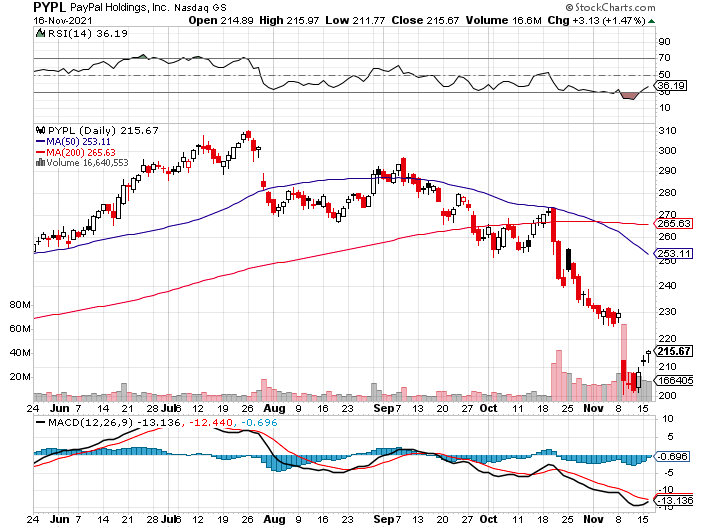 PYPL PayPal Holdings, Inc. Nasdaq GS © StockCharts.com
16-Nov-2021 Open 214.89 High 215.97 Low 211.77 Close 215.67 Volume 16.6M Chg +3.13 (+1.47%)
RSI(14) 36.19
90
70
50
36.19
30
10
PYPL (Daily) 215.67
MA(50) 253.11
MA(200) 265.63
Volume 16,640,553
310
300
290
280
270
265.63
260
253.11
250
240
230
220
215.67
166405
200
80M
60M
40M
20M
24 Jun 7 14 21 28 Jul 6 12 19 26 Aug 9 16 23 Sep 7 13 20 27 Oct 11 18 25 Nov 8 15
MACD(12,26,9) -13.136, -12.440, -0.696
10
5
-0.696
-5
-10
-13.136
24 Jun 7 14 21 28 Jul 6 12 19 26 Aug 9 16 23 Sep 7 13 20 27 Oct 11 18 25 Nov 8 15